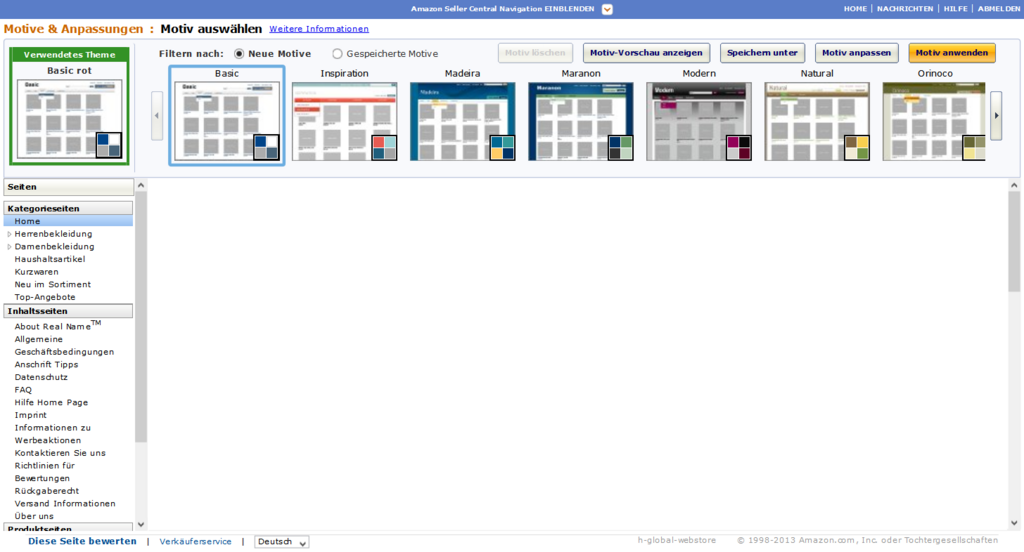 Amazon Seller Central Navigation EINBLENDEN
HOME | NACHRICHTEN | HILFE | ABMELDEN
Motive & Anpassungen : Motiv auswählen Weitere Informationen
Verwendetes Theme
Basic rot
Filtern nach: Neue Motive Gespeicherte Motive
Motiv löschen Motiv-Vorschau anzeigen Speichern unter Motiv anpassen Motiv anwenden
Basic Inspiration Madeira Maranon Modern Natural Orinoco
Seiten
Kategorieseiten
Home
Herrenbekleidung
Damenbekleidung
Haushaltsartikel
Kurzwaren
Neu im Sortiment
Top-Angebote
Inhaltsseiten
About Real Name™
Allgemeine
Geschäftsbedingungen
Anschrift Tipps
Datenschutz
FAQ
Hilfe Home Page
Imprint
Informationen zu
Werbeaktionen
Kontaktieren Sie uns
Richtlinien für
Bewertungen
Rückgaberecht
Versand Informationen
Über uns
Produktseiten
Diese Seite bewerten | Verkäuferservice | Deutsch
h-global-webstore © 1998-2013 Amazon.com, Inc. oder Tochtergesellschaften